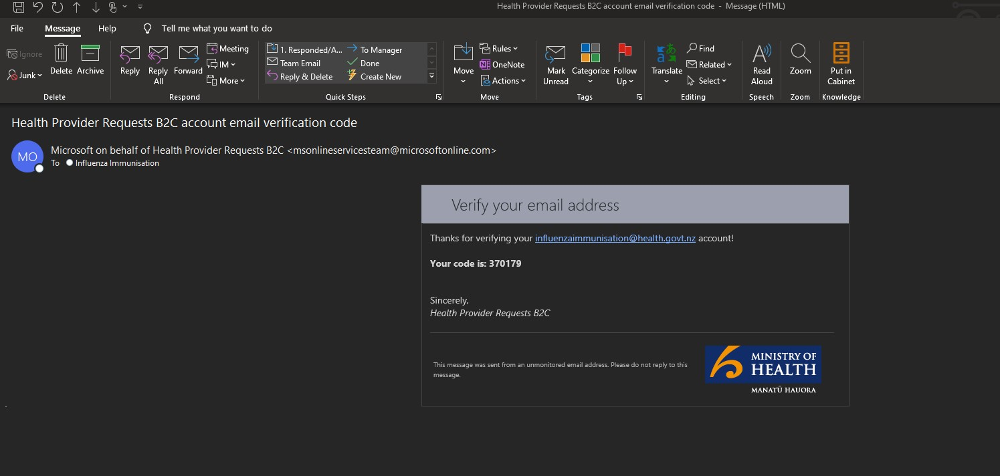 Health Provider Requests B2C account email verification code - Message (HTML)
File Message Help Tell me what you want to do
Ignore
Junk
Delete
Archive
Delete
Reply
Reply All
Forward
Meeting
IM
More
Respond
1. Responded/A...
Team Email
Reply & Delete
To Manager
Done
Create New
Quick Steps
Move
Rules
OneNote
Actions
Move
Mark Unread
Categorize
Follow Up
Tags
Translate
Find
Related
Select
Editing
Read Aloud
Speech
Zoom
Zoom
Put in Cabinet
Knowledge
Health Provider Requests B2C account email verification code
MO
Microsoft on behalf of Health Provider Requests B2C <msonlineservicesteam@microsoftonline.com>
To Influenza Immunisation
Verify your email address
Thanks for verifying your influenzaimmunisation@health.govt.nz account!
Your code is: 370179
Sincerely,
Health Provider Requests B2C
This message was sent from an unmonitored email address. Please do not reply to this
message.
MINISTRY OF
HEALTH
MANATŪ HAUORA